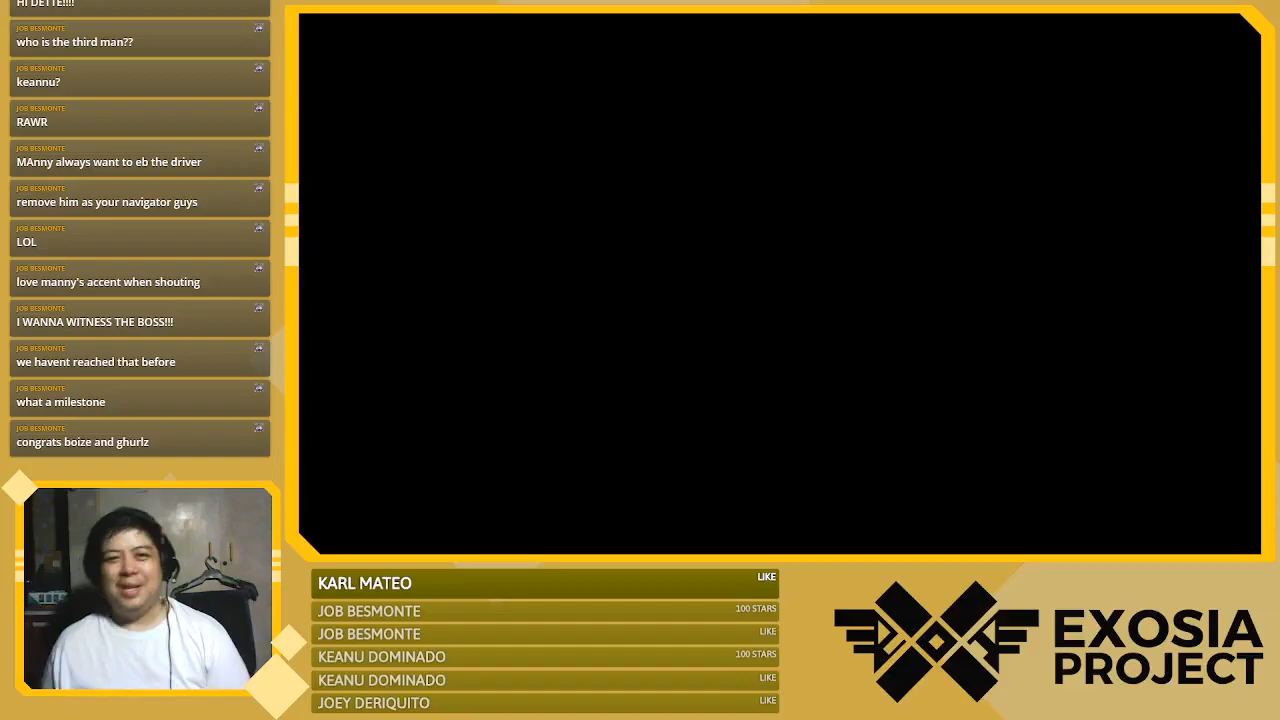 HI DETTE!!!!
JOB BESMONTE
who is the third man??
JOB BESMONTE
keannu?
JOB BESMONTE
RAWR
JOB BESMONTE
MAnny always want to eb the driver
JOB BESMONTE
remove him as your navigator guys
JOB BESMONTE
LOL
JOB BESMONTE
love manny's accent when shouting
JOB BESMONTE
I WANNA WITNESS THE BOSS!!!
JOB BESMONTE
we havent reached that before
JOB BESMONTE
what a milestone
JOB BESMONTE
congrats boize and ghurlz
KARL MATEO LIKE
JOB BESMONTE 100 STARS
JOB BESMONTE LIKE
KEANU DOMINADO 100 STARS
KEANU DOMINADO LIKE
JOEY DERIQUITO LIKE
EXOSIA
PROJECT